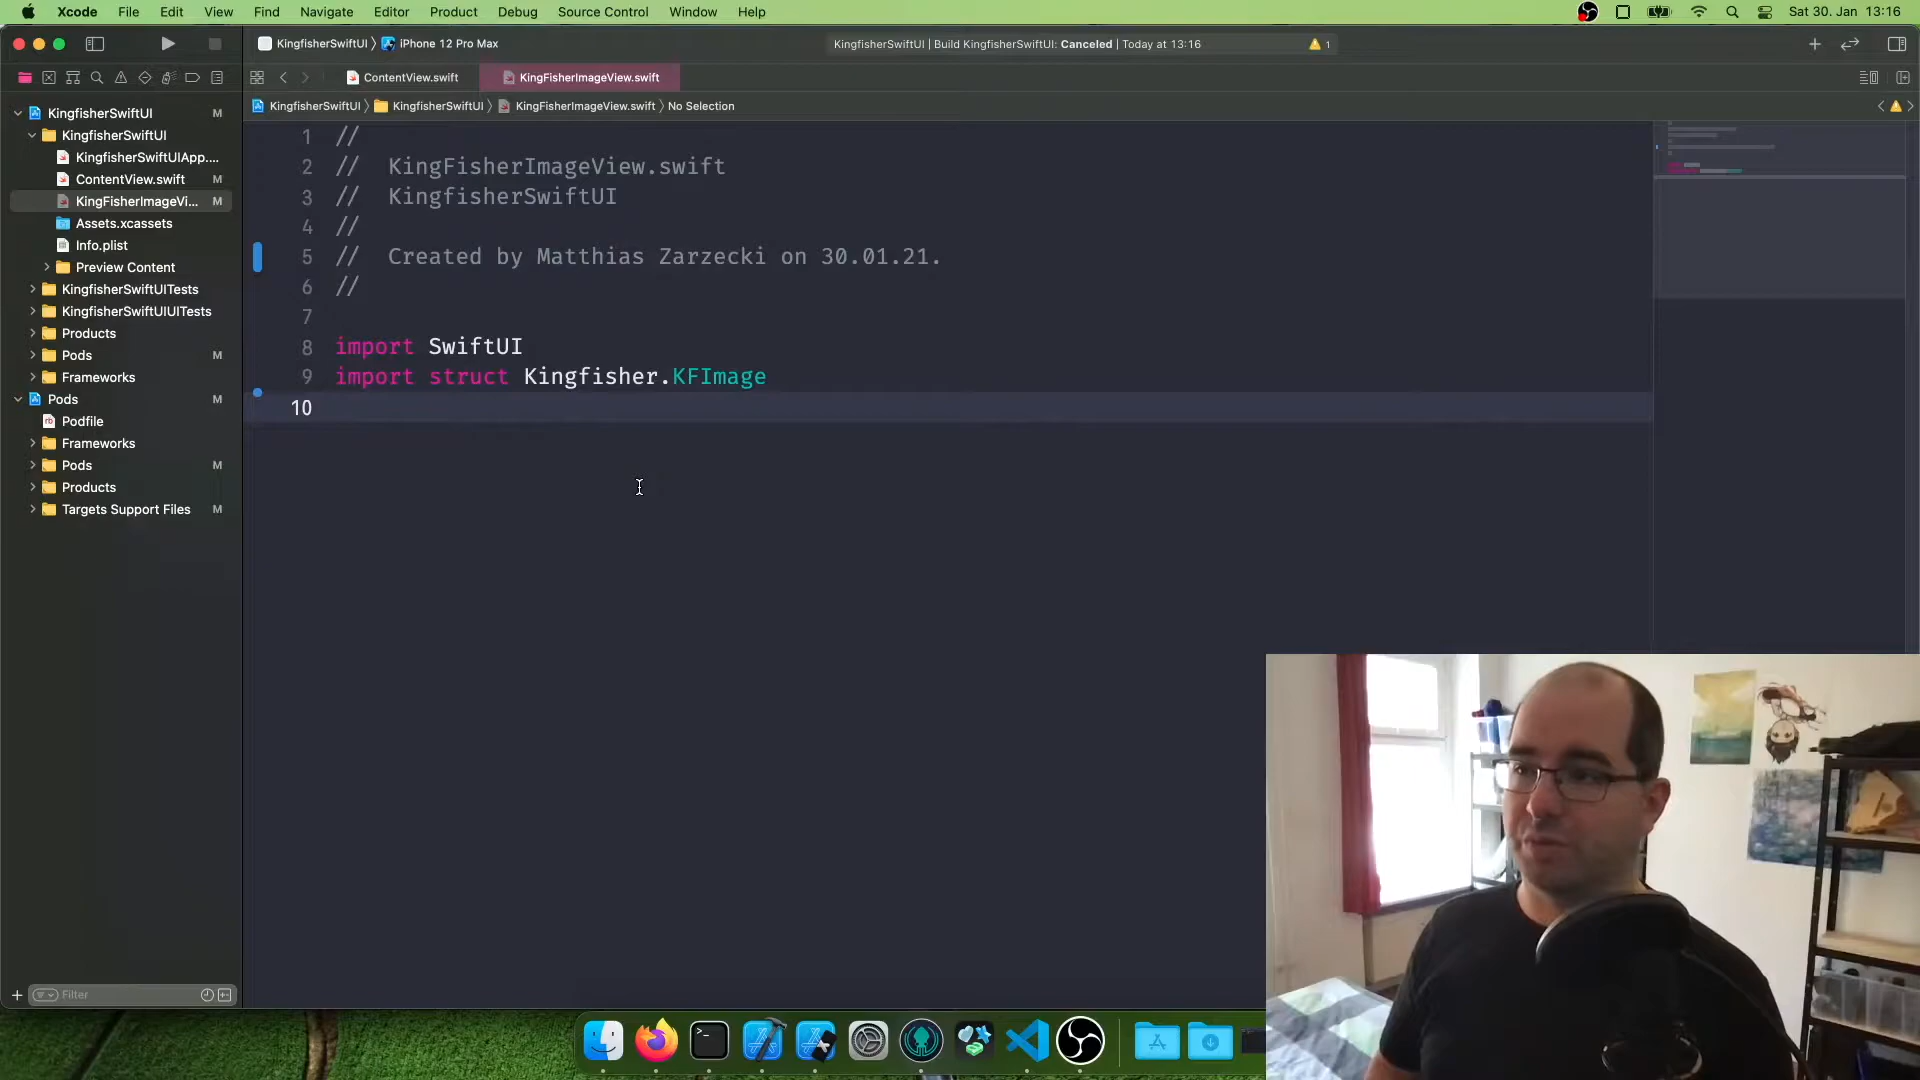 Xcode File Edit View Find Navigate Editor Product Debug Source Control Window Help
Sat 30. Jan 13:16
KingfisherSwiftUI iPhone 12 Pro Max
KingfisherSwiftUI | Build KingfisherSwiftUI: Canceled | Today at 13:16
1
ContentView.swift
KingFisherImageView.swift
KingfisherSwiftUI KingfisherSwiftUI KingFisherImageView.swift No Selection
KingfisherSwiftUI M
KingfisherSwiftUI
KingfisherSwiftUIApp....
ContentView.swift M
KingFisherImageVi... M
Assets.xcassets
Info.plist
Preview Content
KingfisherSwiftUITests
KingfisherSwiftUIUITests
Products
Pods M
Frameworks
Pods M
Podfile
Frameworks
Pods M
Products
Targets Support Files M
Filter
1 //
2 // KingFisherImageView.swift
3 // KingfisherSwiftUI
4 //
5 // Created by Matthias Zarzecki on 30.01.21.
6 //
7
8 import SwiftUI
9 import struct Kingfisher.KFImage
10